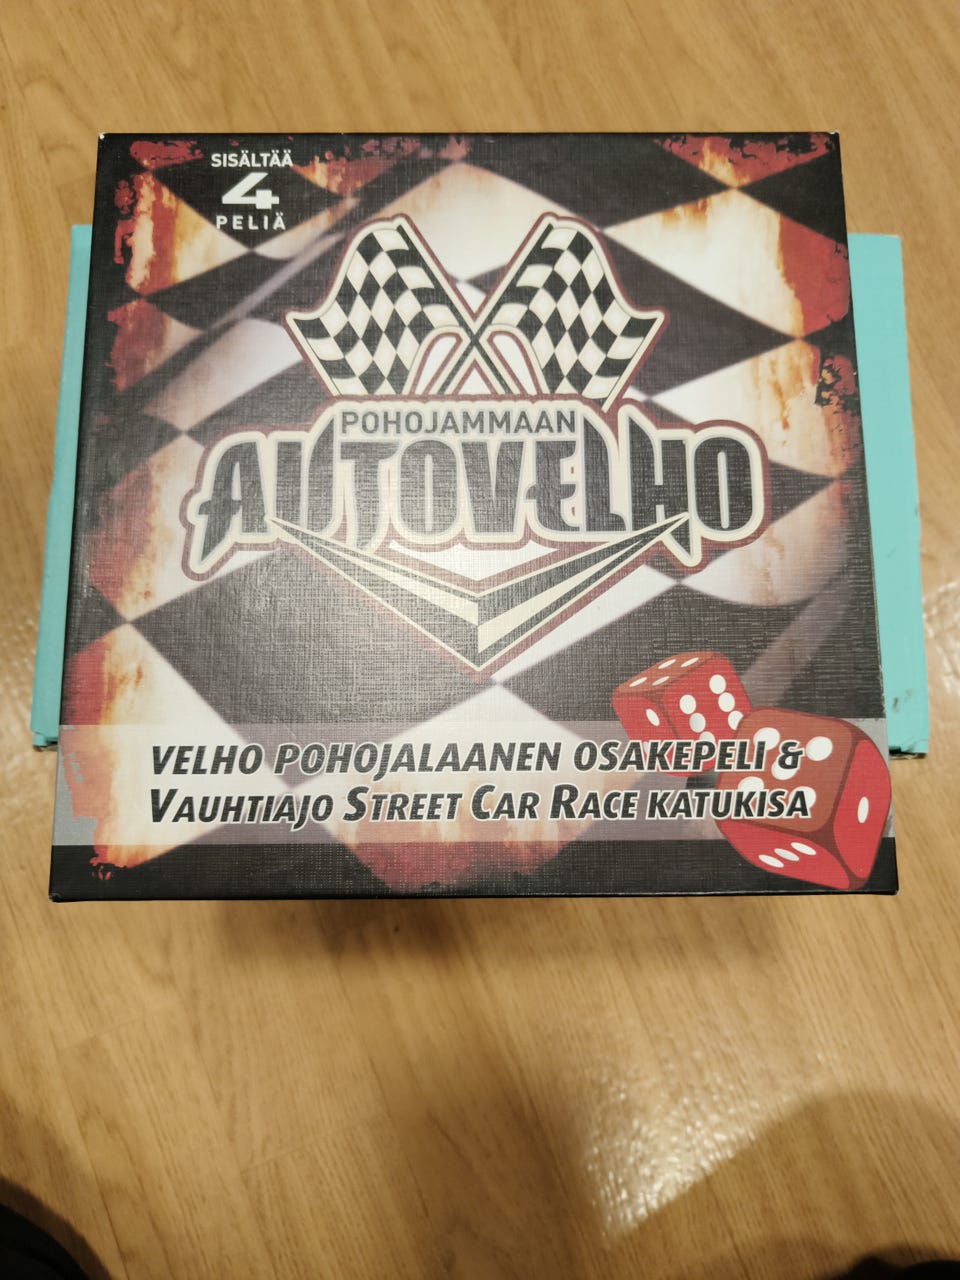 SISÄLTÄÄ
4
PELIÄ
POHOJAMMAAN
AUTOVELHO
VELHO POHOJALAANEN OSAKEPELI &
VAUHTIAJO STREET CAR RACE KATUKISA